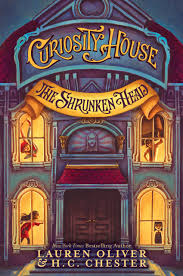 CURIOSITY HOUSE
THE SHRUNKEN HEAD
New York Times Bestselling Author
LAUREN OLIVER
& H.C. CHESTER